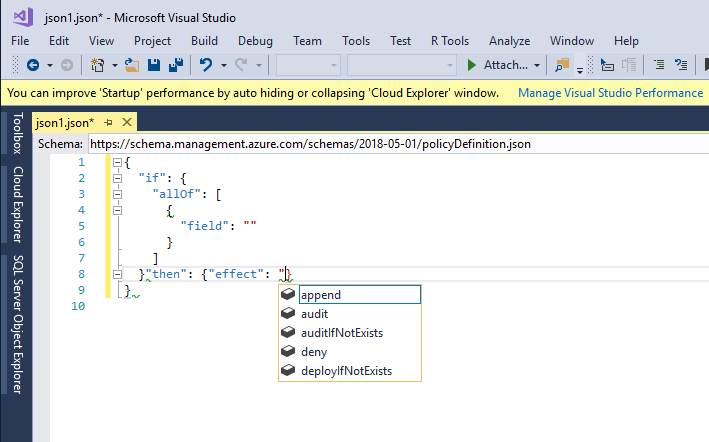 json1.json* - Microsoft Visual Studio
File Edit View Project Build Debug Team Tools Test R Tools Analyze Window Help
Attach...
You can improve 'Startup' performance by auto hiding or collapsing 'Cloud Explorer' window. Manage Visual Studio Performance
Toolbox
Cloud Explorer
SQL Server Object Explorer
json1.json*
Schema: https://schema.management.azure.com/schemas/2018-05-01/policyDefinition.json
1 {
2 "if": {
3 "allOf": [
4 {
5 "field": ""
6 }
7 ]
8 }"then": {"effect": "}
9 }
10
append
audit
auditIfNotExists
deny
deployIfNotExists